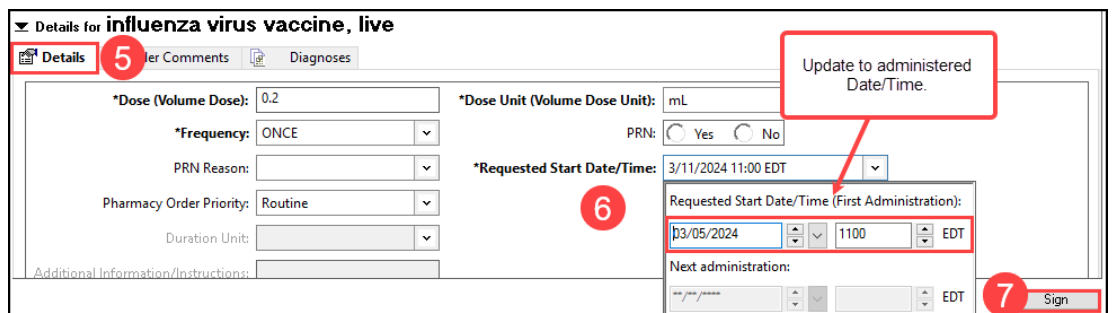 Details for influenza virus vaccine, live
Details 5 der Comments Diagnoses
Update to administered
Date/Time.
*Dose (Volume Dose): 0.2 *Dose Unit (Volume Dose Unit): mL
*Frequency: ONCE PRN: Yes No
PRN Reason: *Requested Start Date/Time: 3/11/2024 11:00 EDT
6
Requested Start Date/Time (First Administration):
Pharmacy Order Priority: Routine
03/05/2024 1100 EDT
Duration Unit:
Next administration:
Additional Information/Instructions:
**/**/**** EDT
7 Sign